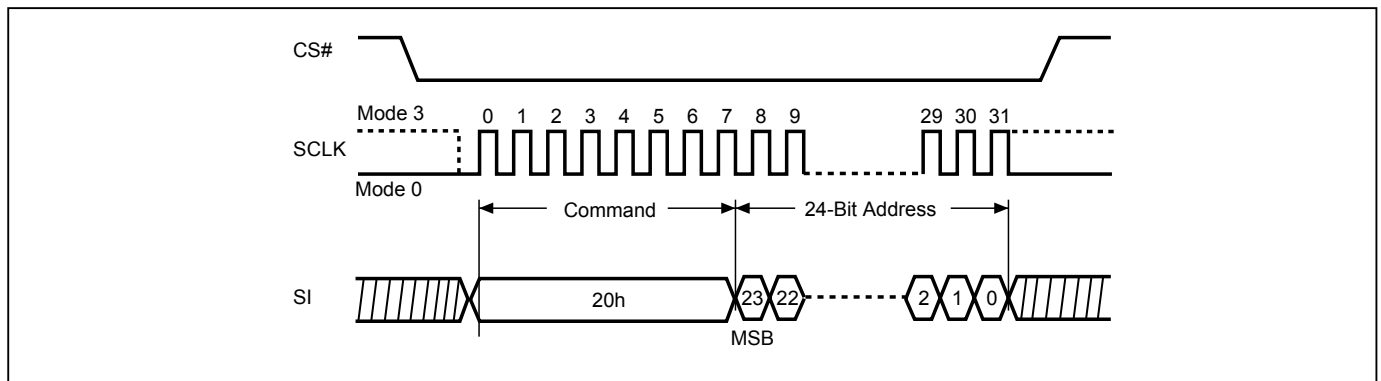 CS#
Mode 3
0 1 2 3 4 5 6 7 8 9 29 30 31
SCLK
Mode 0
Command 24-Bit Address
SI 20h 23 22 2 1 0
MSB